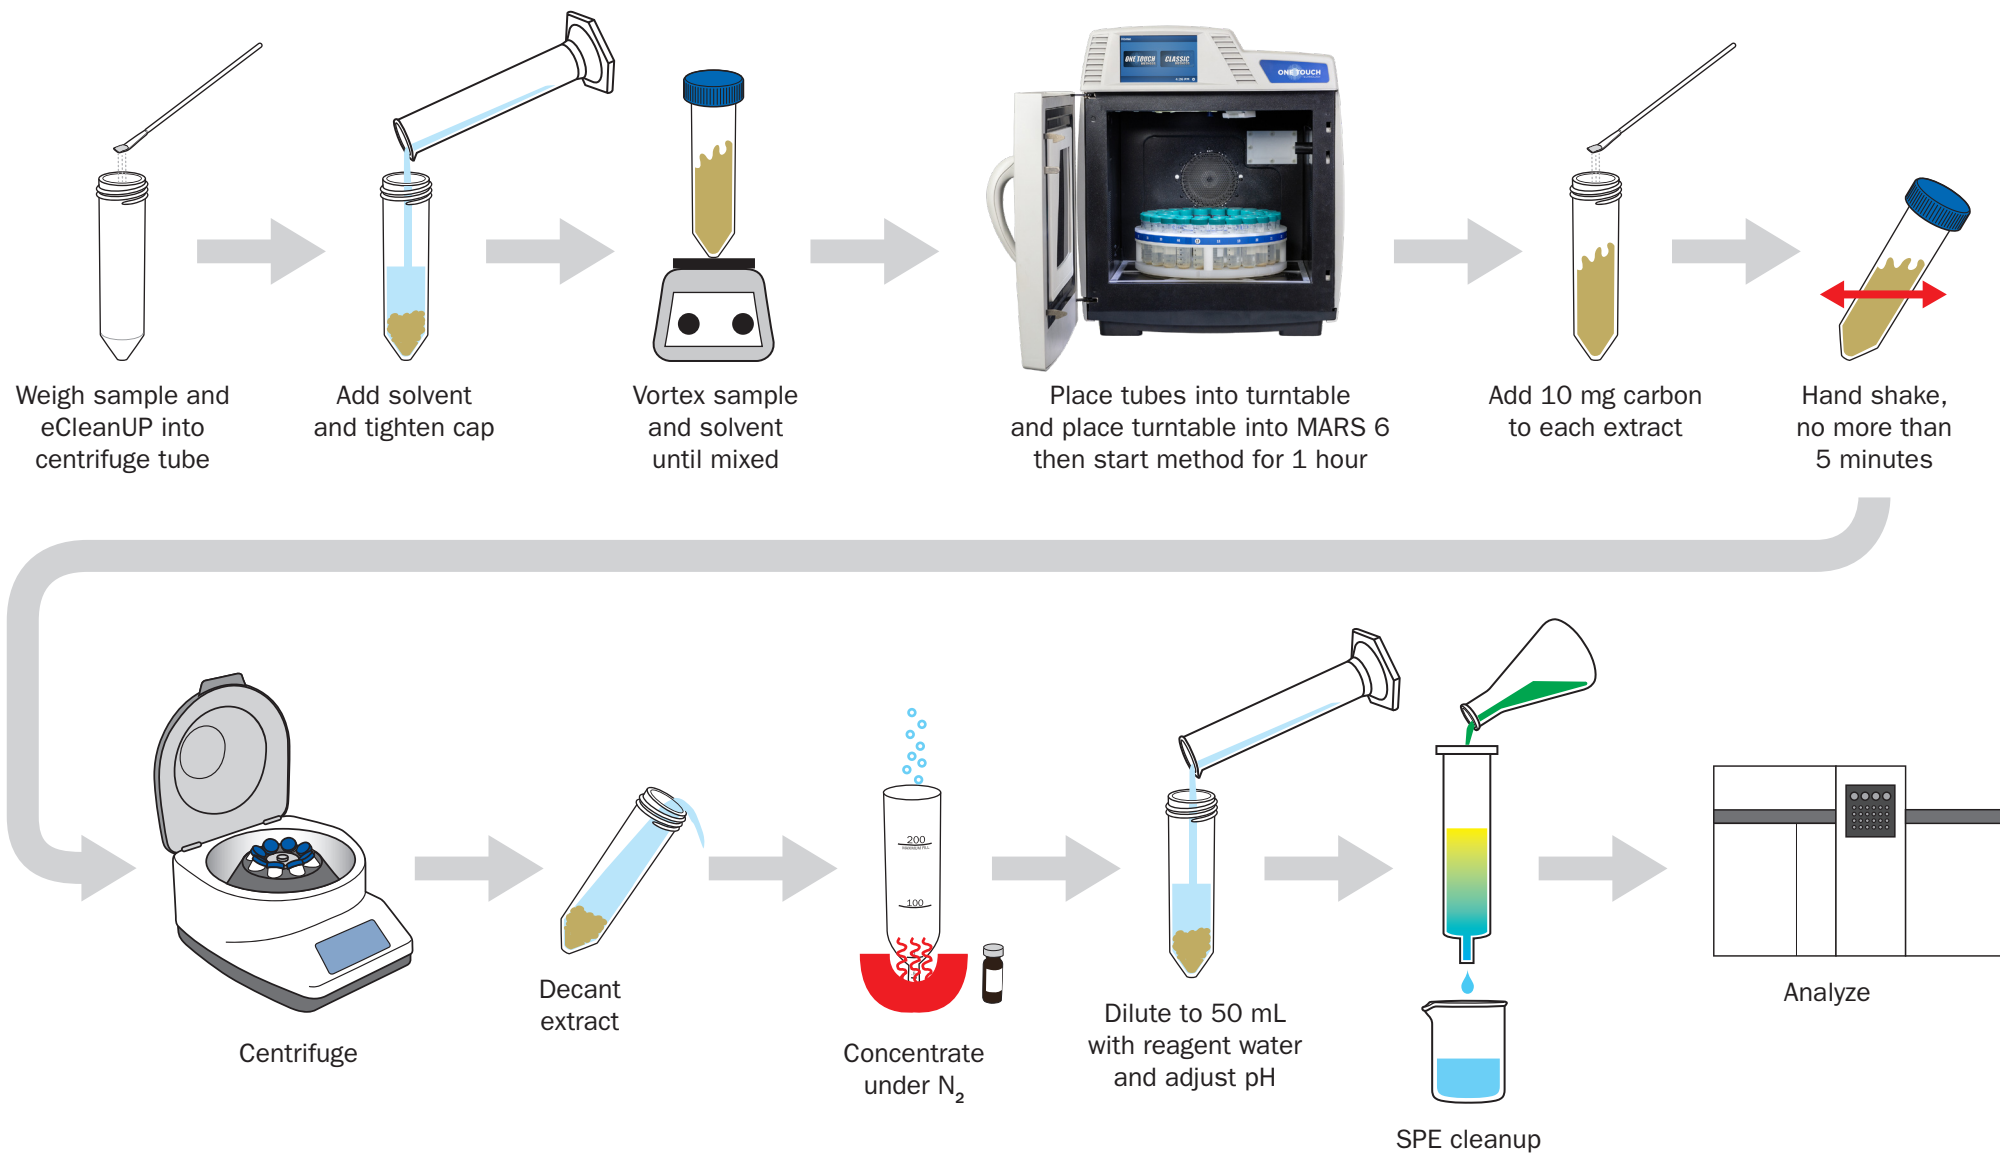 ONE TOUCH
CLASSIC
ONE TOUCH
Weigh sample and
eCleanUP into
centrifuge tube
Add solvent
and tighten cap
Vortex sample
and solvent
until mixed
Place tubes into turntable
and place turntable into MARS 6
then start method for 1 hour
Add 10 mg carbon
to each extract
Hand shake,
no more than
5 minutes
Centrifuge
Decant
extract
200
MAXIMUM FILL
100
Concentrate
under N₂
Dilute to 50 mL
with reagent water
and adjust pH
SPE cleanup
Analyze